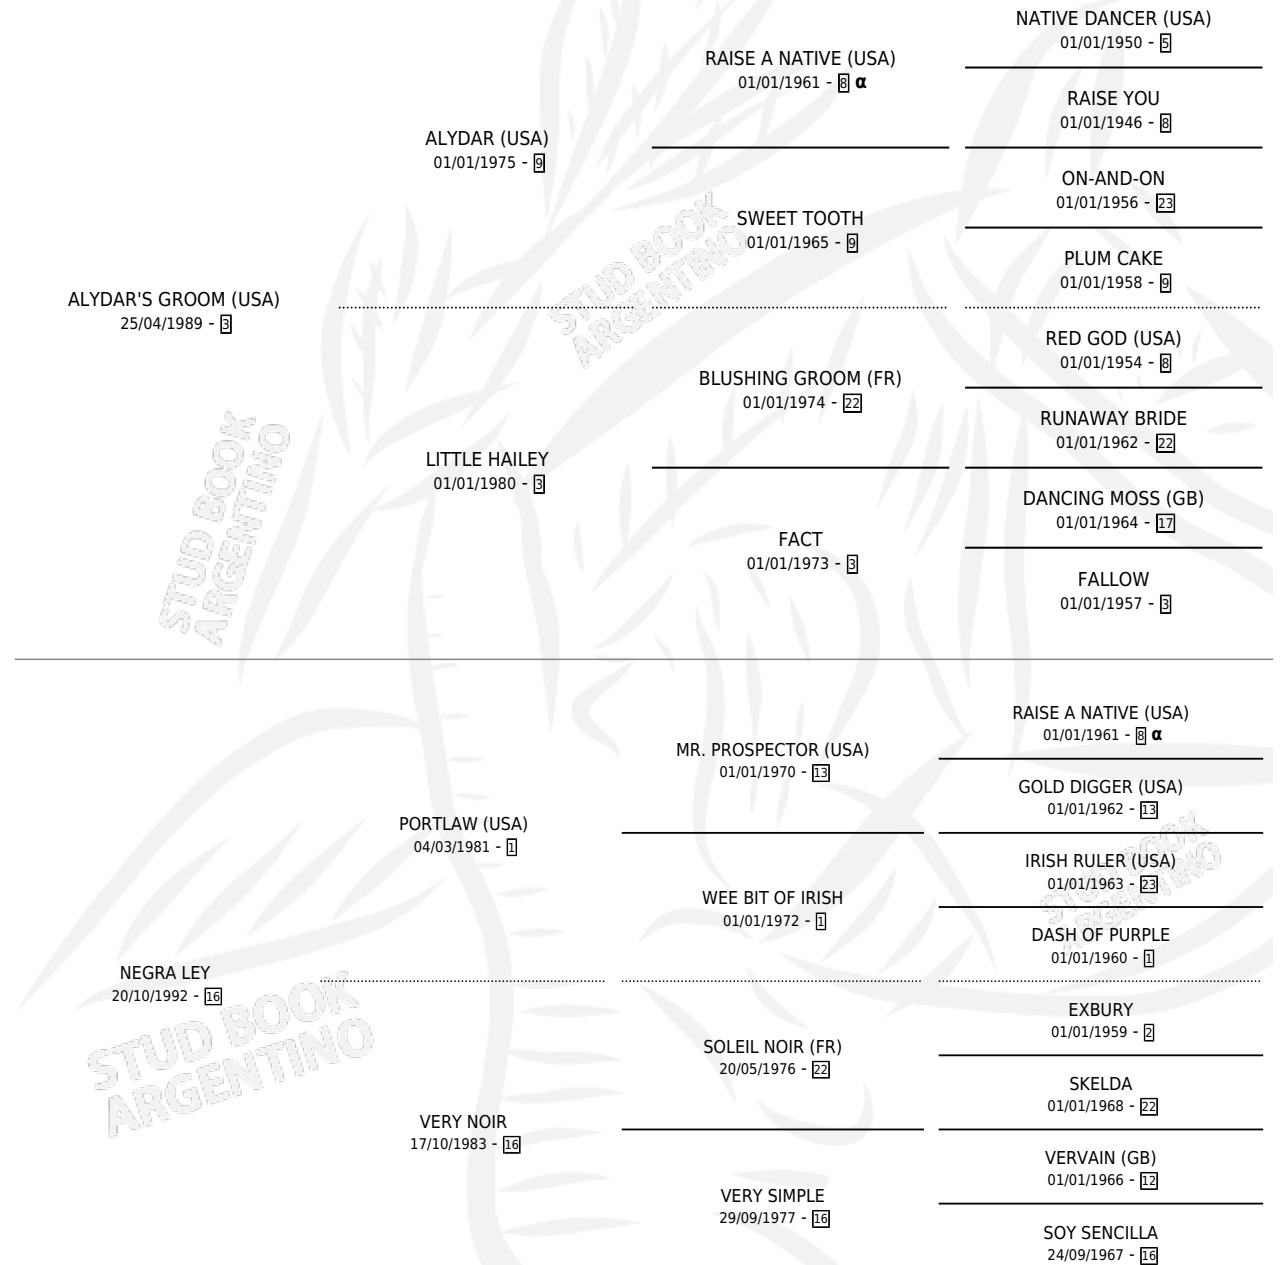 NATIVE DANCER (USA)
01/01/1950 - 5
RAISE A NATIVE (USA)
01/01/1961 - 8 α
RAISE YOU
01/01/1946 - 8
ALYDAR (USA)
01/01/1975 - 9
ON-AND-ON
01/01/1956 - 23
SWEET TOOTH
01/01/1965 - 9
PLUM CAKE
01/01/1958 - 9
ALYDAR'S GROOM (USA)
25/04/1989 - 3
RED GOD (USA)
01/01/1954 - 8
BLUSHING GROOM (FR)
01/01/1974 - 22
RUNAWAY BRIDE
01/01/1962 - 22
LITTLE HAILEY
01/01/1980 - 3
DANCING MOSS (GB)
01/01/1964 - 17
FACT
01/01/1973 - 3
FALLOW
01/01/1957 - 3
RAISE A NATIVE (USA)
01/01/1961 - 8 α
MR. PROSPECTOR (USA)
01/01/1970 - 13
GOLD DIGGER (USA)
01/01/1962 - 13
PORTLAW (USA)
04/03/1981 - 1
IRISH RULER (USA)
01/01/1963 - 23
WEE BIT OF IRISH
01/01/1972 - 1
DASH OF PURPLE
01/01/1960 - 1
NEGRA LEY
20/10/1992 - 16
EXBURY
01/01/1959 - 2
SOLEIL NOIR (FR)
20/05/1976 - 22
SKELDA
01/01/1968 - 22
VERY NOIR
17/10/1983 - 16
VERVAIN (GB)
01/01/1966 - 12
VERY SIMPLE
29/09/1977 - 16
SOY SENCILLA
24/09/1967 - 16
STUD BOOK
ARGENTINO
STUD BOOK
ARGENTINO
STUD BOOK
ARGENTINO
STUD BOOK
ARGENTINO